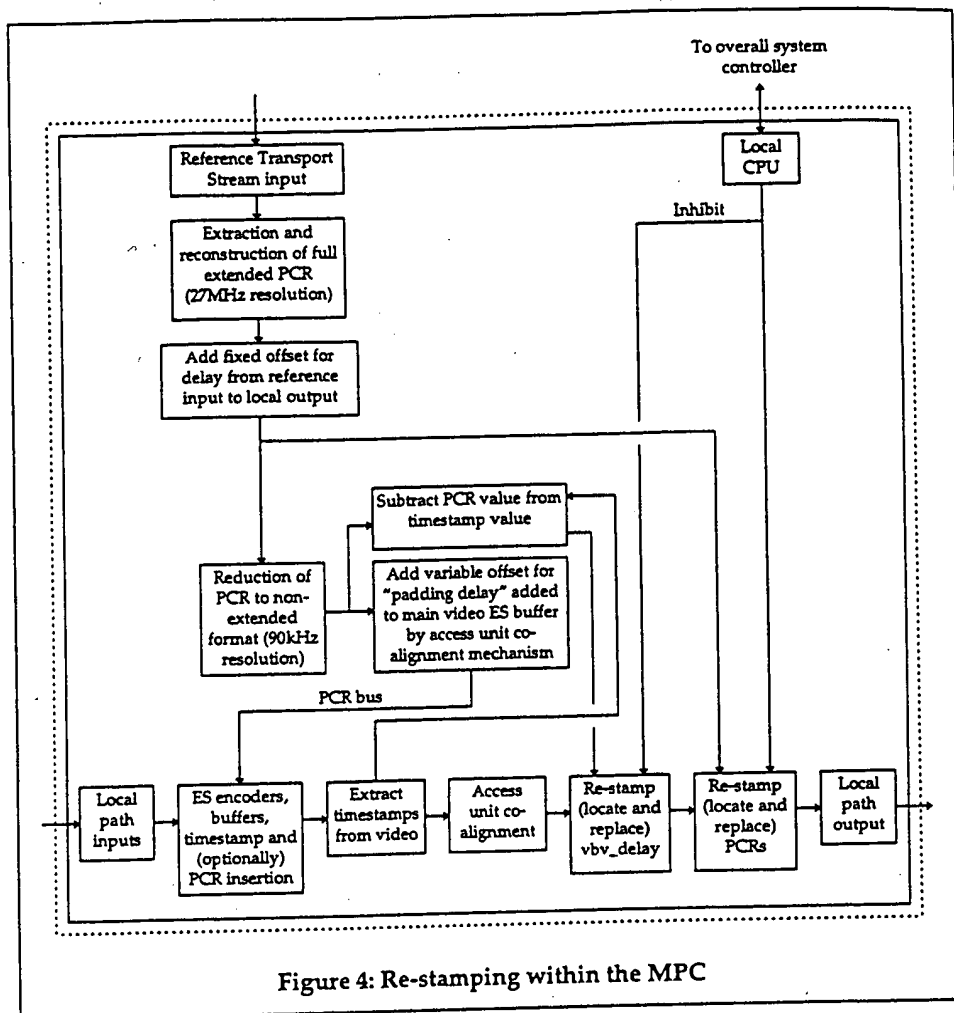 To overall system
controller
Reference Transport
Stream input
Local
CPU
Inhibit
Extraction and
reconstruction of full
extended PCR
(27MHz resolution)
Add fixed offset for
delay from reference
input to local output
Subtract PCR value from
timestamp value
Reduction of
PCR to non-
extended
format (90kHz
resolution)
Add variable offset for
"padding delay" added
to main video ES buffer
by access unit co-
alignment mechanism
PCR bus
Local
path
inputs
ES encoders,
buffers,
timestamp and
(optionally)
PCR insertion
Extract
timestamps
from video
Access
unit co-
alignment
Re-stamp
(locate and
replace)
vbv_delay
Re-stamp
(locate and
replace)
PCRs
Local
path
output
Figure 4: Re-stamping within the MPC